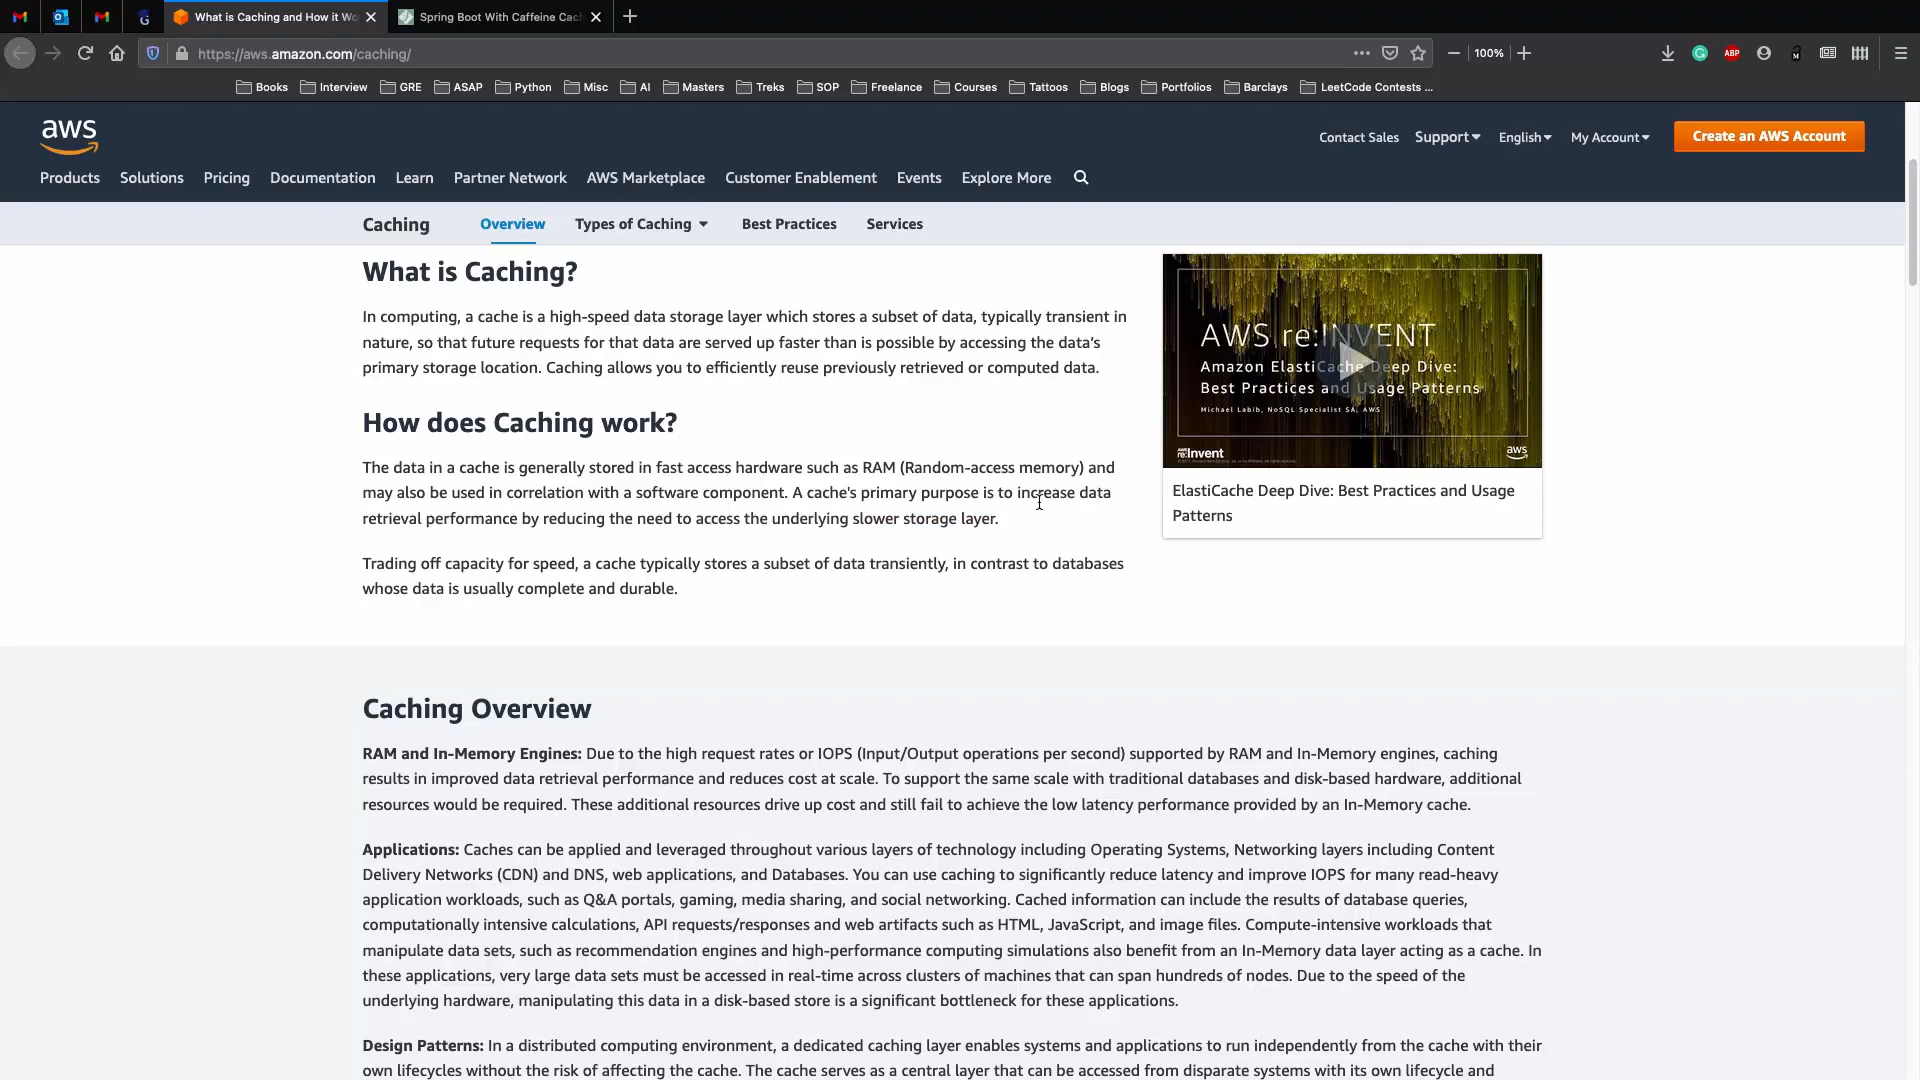 What is Caching and How it Wo
Spring Boot With Caffeine Cac
https://aws.amazon.com/caching/
100%
ABP
Books
Interview
GRE
ASAP
Python
Misc
AI
Masters
Treks
SOP
Freelance
Courses
Tattoos
Blogs
Portfolios
Barclays
LeetCode Contests ...
aws
Contact Sales
Support
English
My Account
Create an AWS Account
Products
Solutions
Pricing
Documentation
Learn
Partner Network
AWS Marketplace
Customer Enablement
Events
Explore More
Caching
Overview
Types of Caching
Best Practices
Services
What is Caching?
In computing, a cache is a high-speed data storage layer which stores a subset of data, typically transient in
nature, so that future requests for that data are served up faster than is possible by accessing the data’s
primary storage location. Caching allows you to efficiently reuse previously retrieved or computed data.
How does Caching work?
The data in a cache is generally stored in fast access hardware such as RAM (Random-access memory) and
may also be used in correlation with a software component. A cache's primary purpose is to increase data
retrieval performance by reducing the need to access the underlying slower storage layer.
Trading off capacity for speed, a cache typically stores a subset of data transiently, in contrast to databases
whose data is usually complete and durable.
AWS re:INVENT
Amazon ElastiCache Deep Dive:
Best Practices and Usage Patterns
Michael Labib, NoSQL Specialist SA, AWS
aws
re:Invent
aws
ElastiCache Deep Dive: Best Practices and Usage
Patterns
Caching Overview
RAM and In-Memory Engines: Due to the high request rates or IOPS (Input/Output operations per second) supported by RAM and In-Memory engines, caching
results in improved data retrieval performance and reduces cost at scale. To support the same scale with traditional databases and disk-based hardware, additional
resources would be required. These additional resources drive up cost and still fail to achieve the low latency performance provided by an In-Memory cache.
Applications: Caches can be applied and leveraged throughout various layers of technology including Operating Systems, Networking layers including Content
Delivery Networks (CDN) and DNS, web applications, and Databases. You can use caching to significantly reduce latency and improve IOPS for many read-heavy
application workloads, such as Q&A portals, gaming, media sharing, and social networking. Cached information can include the results of database queries,
computationally intensive calculations, API requests/responses and web artifacts such as HTML, JavaScript, and image files. Compute-intensive workloads that
manipulate data sets, such as recommendation engines and high-performance computing simulations also benefit from an In-Memory data layer acting as a cache. In
these applications, very large data sets must be accessed in real-time across clusters of machines that can span hundreds of nodes. Due to the speed of the
underlying hardware, manipulating this data in a disk-based store is a significant bottleneck for these applications.
Design Patterns: In a distributed computing environment, a dedicated caching layer enables systems and applications to run independently from the cache with their
own lifecycles without the risk of affecting the cache. The cache serves as a central layer that can be accessed from disparate systems with its own lifecycle and